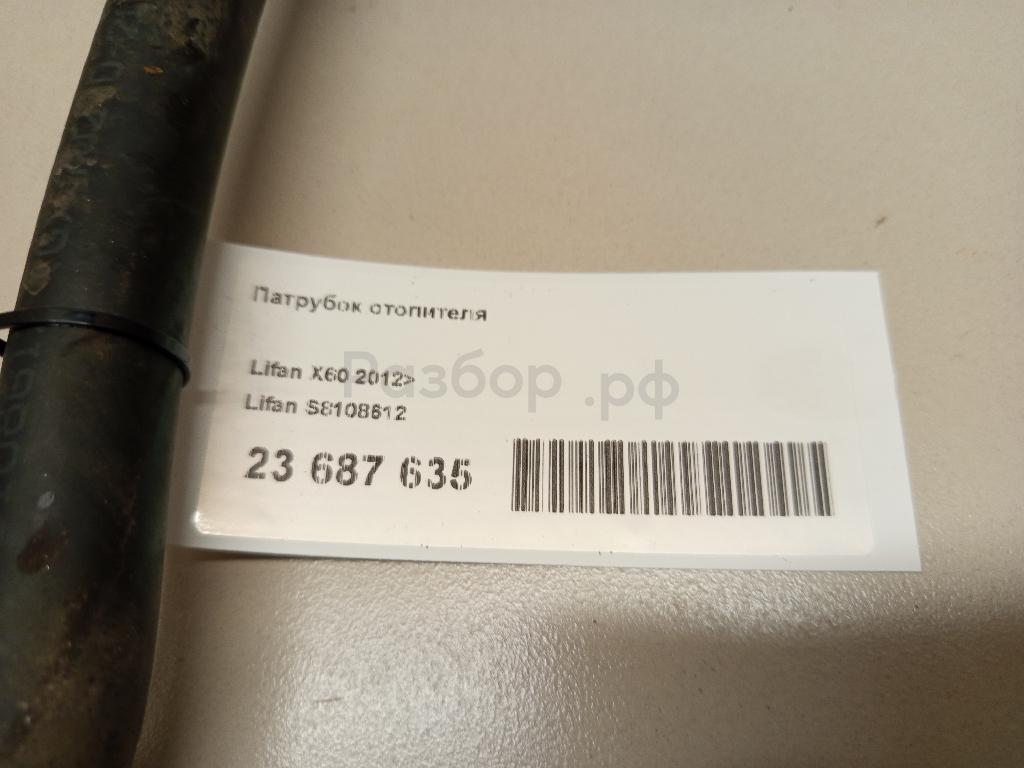 Патрубок отопителя
Lifan X60 2012>
Lifan S8108612
23 687 635
Разбор.рф